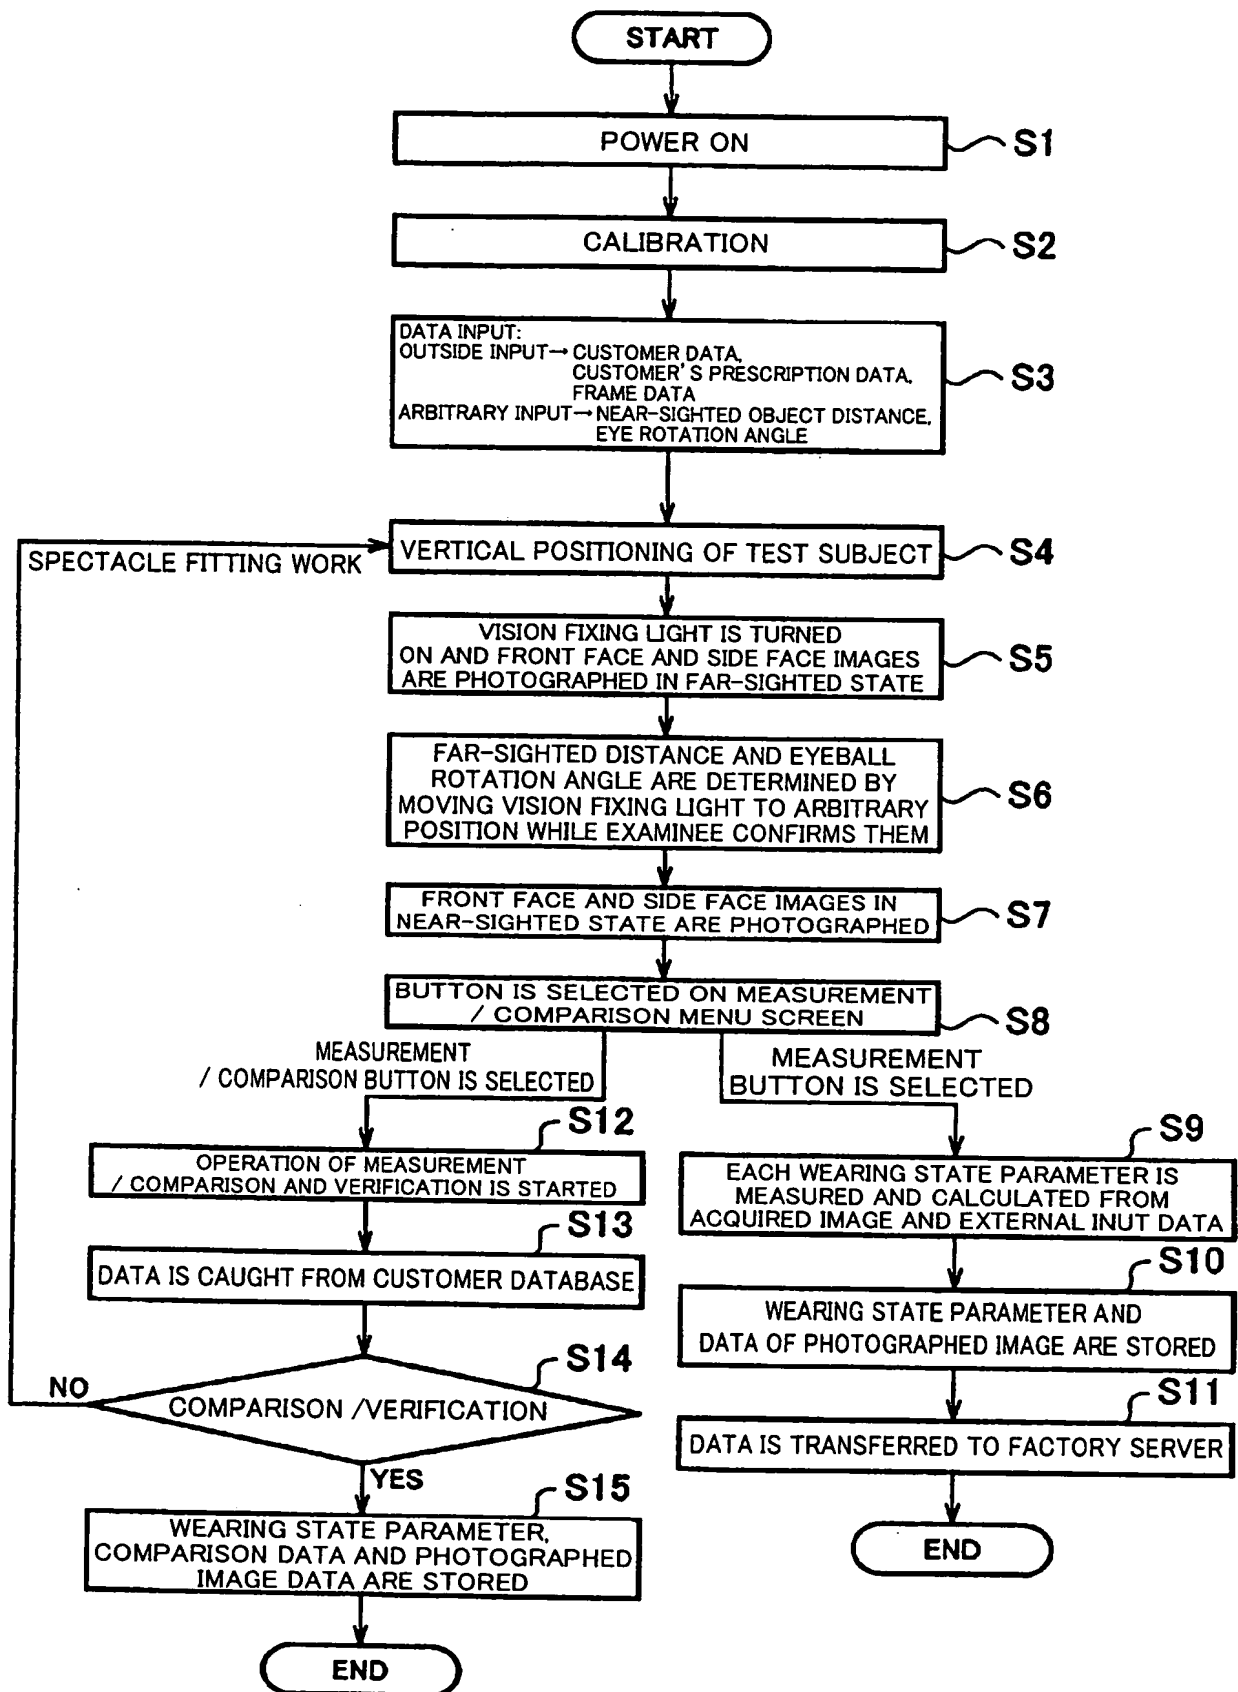 START
POWER ON
S1
CALIBRATION
S2
DATA INPUT:
OUTSIDE INPUT→ CUSTOMER DATA,
CUSTOMER'S PRESCRIPTION DATA,
FRAME DATA
ARBITRARY INPUT→NEAR-SIGHTED OBJECT DISTANCE,
EYE ROTATION ANGLE
S3
SPECTACLE FITTING WORK
VERTICAL POSITIONING OF TEST SUBJECT
S4
VISION FIXING LIGHT IS TURNED
ON AND FRONT FACE AND SIDE FACE IMAGES
ARE PHOTOGRAPHED IN FAR-SIGHTED STATE
S5
FAR-SIGHTED DISTANCE AND EYEBALL
ROTATION ANGLE ARE DETERMINED BY
MOVING VISION FIXING LIGHT TO ARBITRARY
POSITION WHILE EXAMINEE CONFIRMS THEM
S6
FRONT FACE AND SIDE FACE IMAGES IN
NEAR-SIGHTED STATE ARE PHOTOGRAPHED
S7
BUTTON IS SELECTED ON MEASUREMENT
/ COMPARISON MENU SCREEN
S8
MEASUREMENT
/ COMPARISON BUTTON IS SELECTED
MEASUREMENT
BUTTON IS SELECTED
S12
OPERATION OF MEASUREMENT
/ COMPARISON AND VERIFICATION IS STARTED
S13
DATA IS CAUGHT FROM CUSTOMER DATABASE
S14
COMPARISON /VERIFICATION
NO
YES
S15
WEARING STATE PARAMETER,
COMPARISON DATA AND PHOTOGRAPHED
IMAGE DATA ARE STORED
END
S9
EACH WEARING STATE PARAMETER IS
MEASURED AND CALCULATED FROM
ACQUIRED IMAGE AND EXTERNAL INUT DATA
S10
WEARING STATE PARAMETER AND
DATA OF PHOTOGRAPHED IMAGE ARE STORED
S11
DATA IS TRANSFERRED TO FACTORY SERVER
END